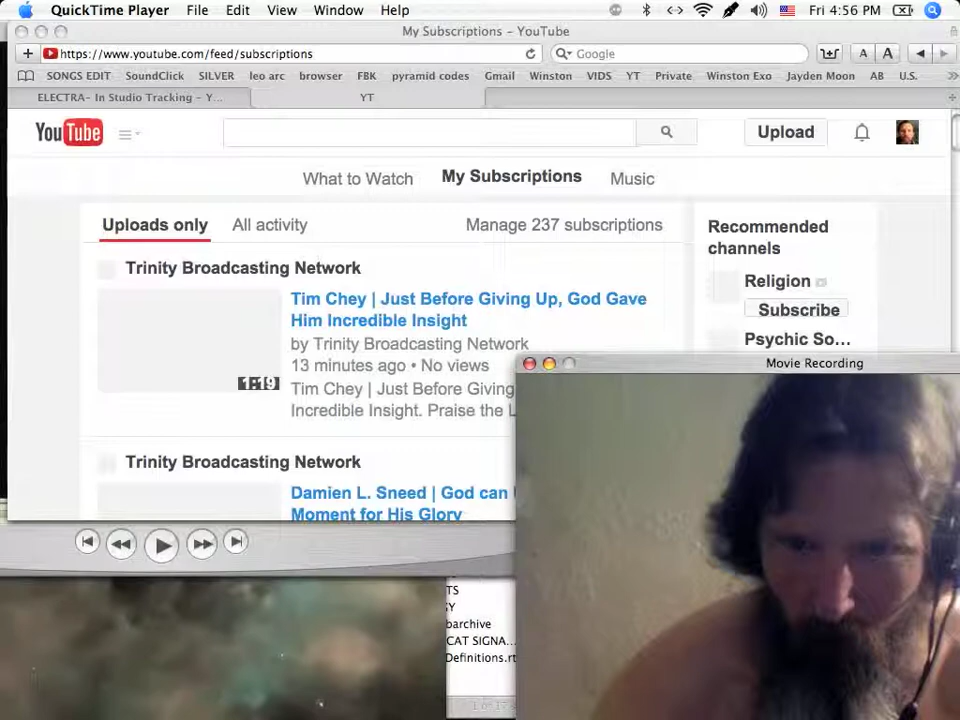 QuickTime Player File Edit View Window Help Fri 4:56 PM
My Subscriptions – YouTube
https://www.youtube.com/feed/subscriptions Google A A
SONGS EDIT SoundClick SILVER leo arc browser FBK pyramid codes Gmail Winston VIDS YT Private Winston Exo Jayden Moon AB U.S.
ELECTRA- In Studio Tracking - Y... YT
YouTube Upload
What to Watch My Subscriptions Music
Uploads only All activity Manage 237 subscriptions
Recommended
channels
Trinity Broadcasting Network
Religion
Subscribe
Psychic So...
Tim Chey | Just Before Giving Up, God Gave
Him Incredible Insight
by Trinity Broadcasting Network
13 minutes ago • No views
1:19
Tim Chey | Just Before Giving
Incredible Insight. Praise the L
Movie Recording
Trinity Broadcasting Network
Damien L. Sneed | God can
Moment for His Glory
TS
GY
barchive
CAT SIGNA...
Definitions.rt